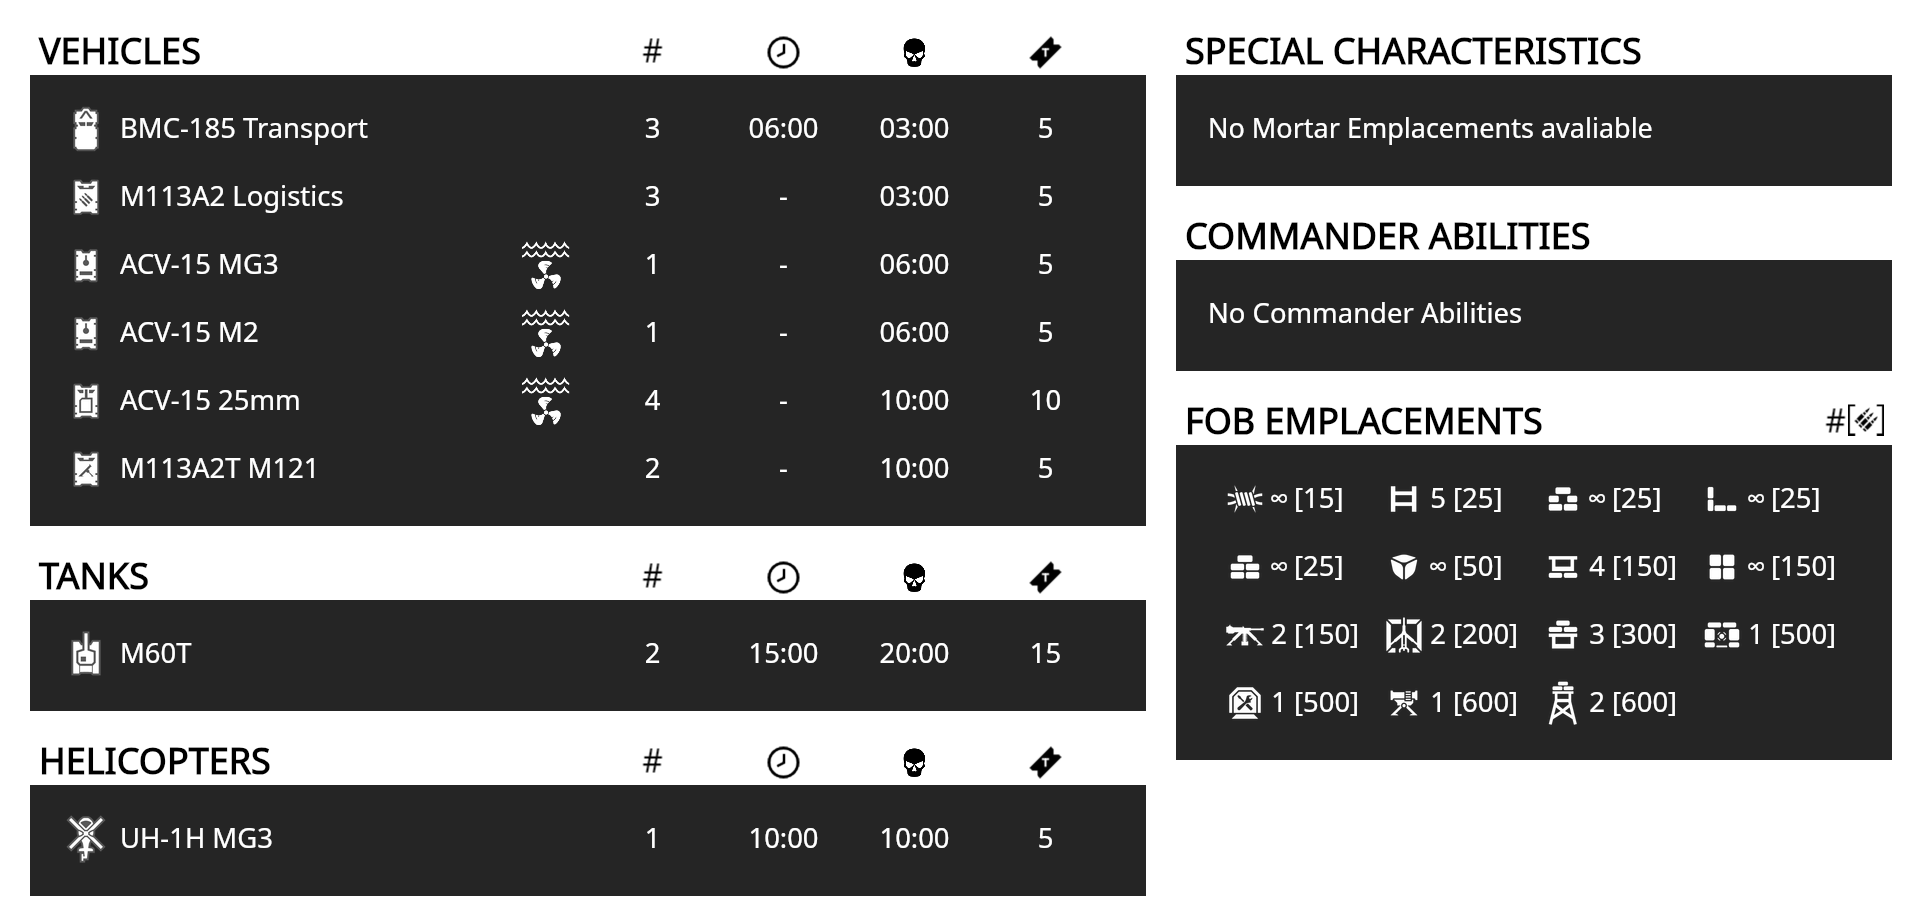 VEHICLES #
BMC-185 Transport 3 06:00 03:00 5
M113A2 Logistics 3 - 03:00 5
ACV-15 MG3 1 - 06:00 5
ACV-15 M2 1 - 06:00 5
ACV-15 25mm 4 - 10:00 10
M113A2T M121 2 - 10:00 5
TANKS #
M60T 2 15:00 20:00 15
HELICOPTERS #
UH-1H MG3 1 10:00 10:00 5
SPECIAL CHARACTERISTICS
No Mortar Emplacements avaliable
COMMANDER ABILITIES
No Commander Abilities
FOB EMPLACEMENTS #[]
∞ [15] 5 [25] ∞ [25] ∞ [25]
∞ [25] ∞ [50] 4 [150] ∞ [150]
2 [150] 2 [200] 3 [300] 1 [500]
1 [500] 1 [600] 2 [600]